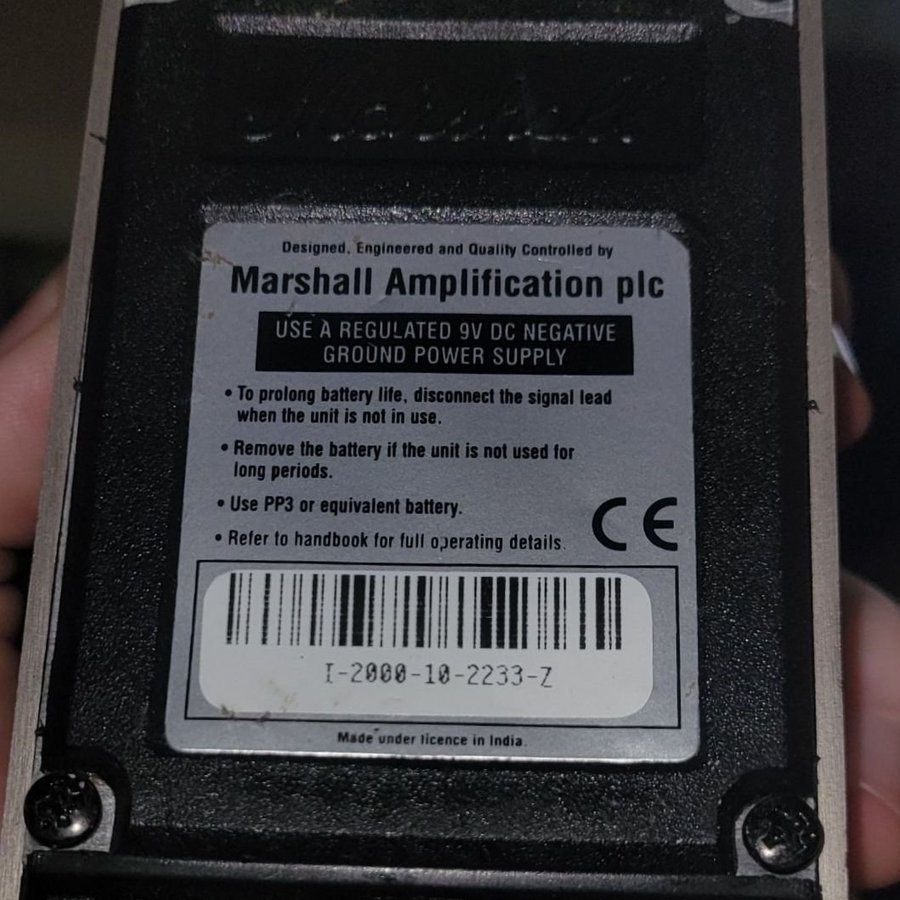 Marshall
Designed, Engineered and Quality Controlled by
Marshall Amplification plc
USE A REGULATED 9V DC NEGATIVE
GROUND POWER SUPPLY
• To prolong battery life, disconnect the signal lead
when the unit is not in use.
• Remove the battery if the unit is not used for
long periods.
• Use PP3 or equivalent battery.
• Refer to handbook for full operating details.
CE
I-2000-10-2233-Z
Made under licence in India.